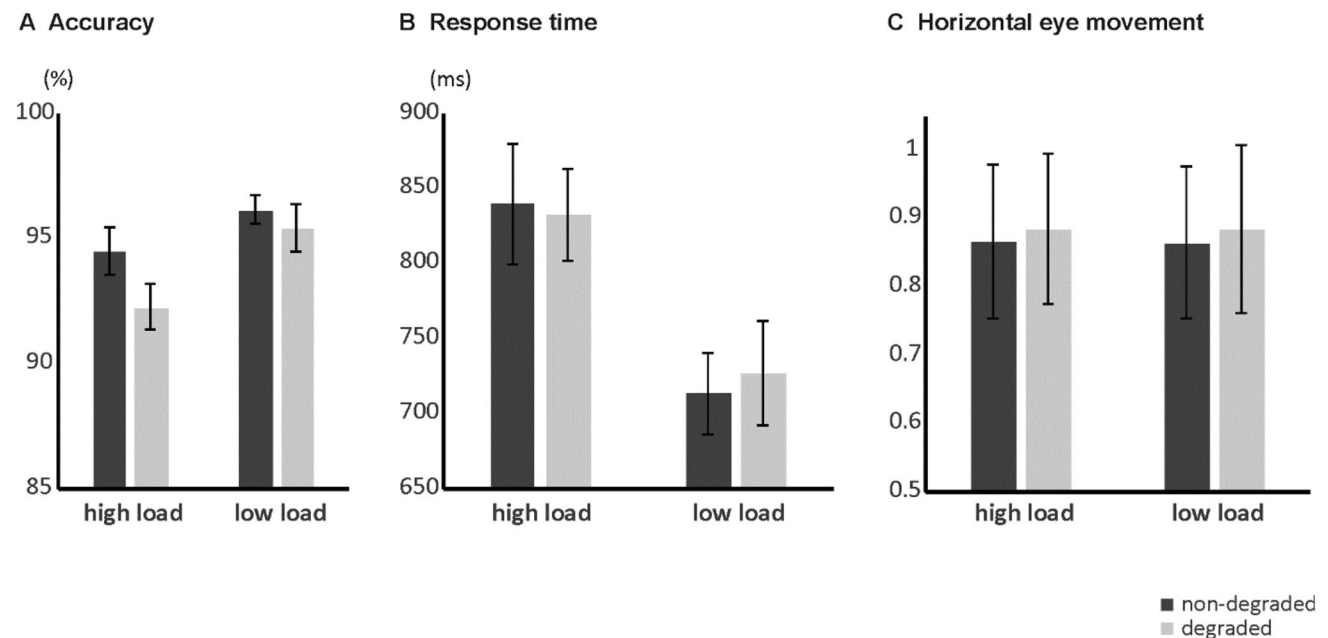 A Accuracy
(%)
100
95
90
85
high load low load
B Response time
(ms)
900
850
800
750
700
650
high load low load
C Horizontal eye movement
1
0.9
0.8
0.7
0.6
0.5
high load low load
non-degraded
degraded